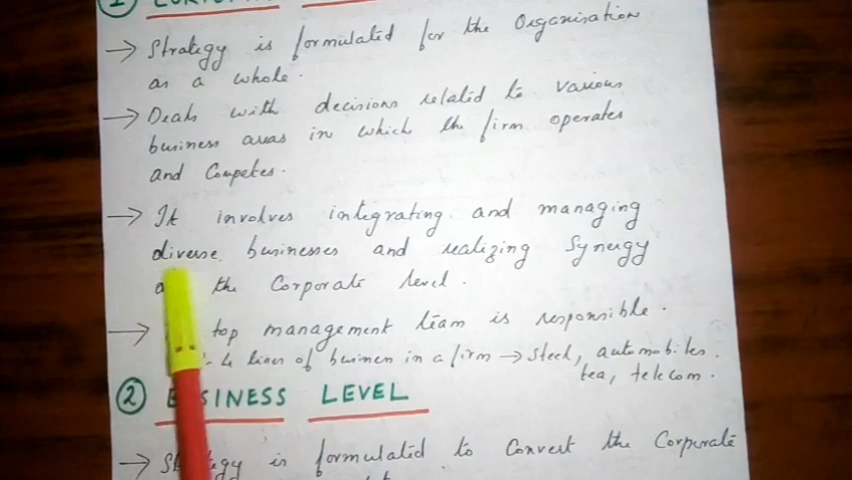 ①
→ Strategy is formulated for the Organisation
as a whole.
→ Deals with decisions related to various
business areas in which the firm operates
and Competes.
→ It involves integrating and managing
diverse businesses and realizing Synergy
the Corporate level.
→ top management team is responsible.
4 lines of business in a firm → Steel, automobiles.
tea, telecom.
② BUSINESS LEVEL
→ Strategy is formulated to Convert the Corporate